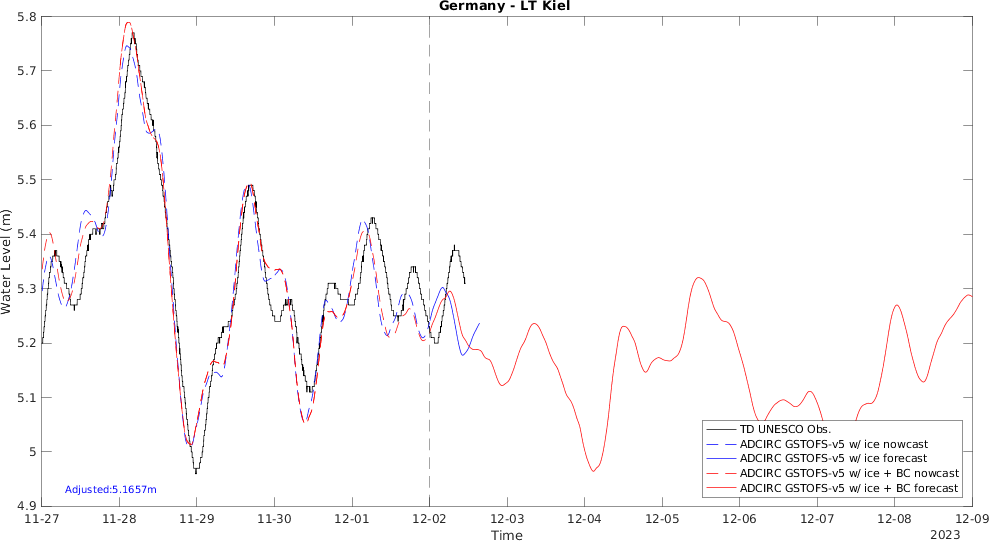 Germany - LT Kiel
5.8
5.7
5.6
5.5
5.4
5.3
5.2
5.1
5
4.9
Water Level (m)
Adjusted:5.1657m
TD UNESCO Obs.
ADCIRC GSTOFS-v5 w/ ice nowcast
ADCIRC GSTOFS-v5 w/ ice forecast
ADCIRC GSTOFS-v5 w/ ice + BC nowcast
ADCIRC GSTOFS-v5 w/ ice + BC forecast
11-27 11-28 11-29 11-30 12-01 12-02 12-03 12-04 12-05 12-06 12-07 12-08 12-09
Time
2023